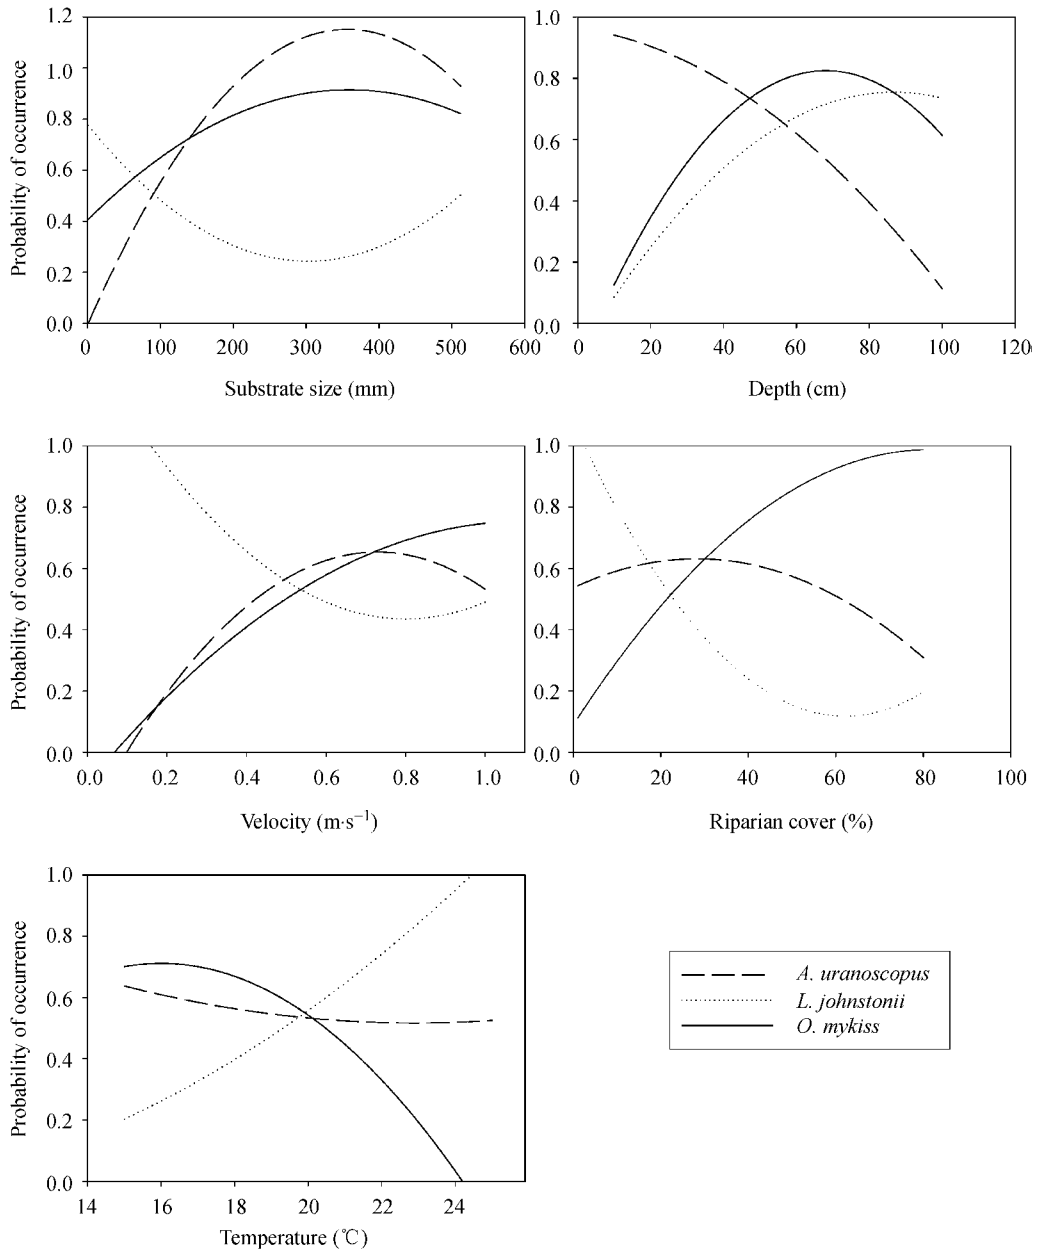 Probability of occurrence
1.2
1.0
0.8
0.6
0.4
0.2
0.0
0 100 200 300 400 500 600
Substrate size (mm)
1.0
0.8
0.6
0.4
0.2
0.0
0 20 40 60 80 100 120
Depth (cm)
Probability of occurrence
1.0
0.8
0.6
0.4
0.2
0.0
0.0 0.2 0.4 0.6 0.8 1.0
Velocity (m·s⁻¹)
1.0
0.8
0.6
0.4
0.2
0.0
0 20 40 60 80 100
Riparian cover (%)
Probability of occurrence
1.0
0.8
0.6
0.4
0.2
0.0
14 16 18 20 22 24
Temperature (℃)
A. uranoscopus
L. johnstonii
O. mykiss